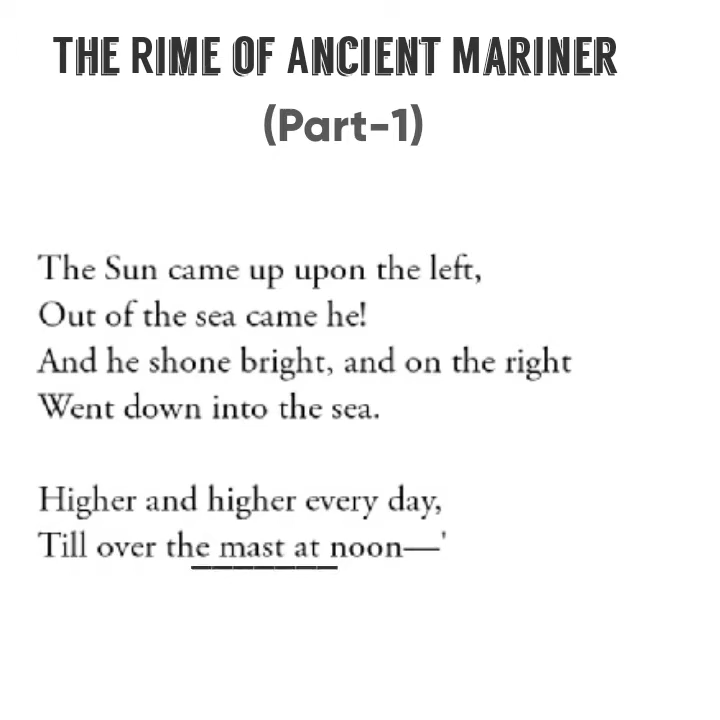 THE RIME OF ANCIENT MARINER
(Part-1)
The Sun came up upon the left,
Out of the sea came he!
And he shone bright, and on the right
Went down into the sea.
Higher and higher every day,
Till over the mast at noon—'